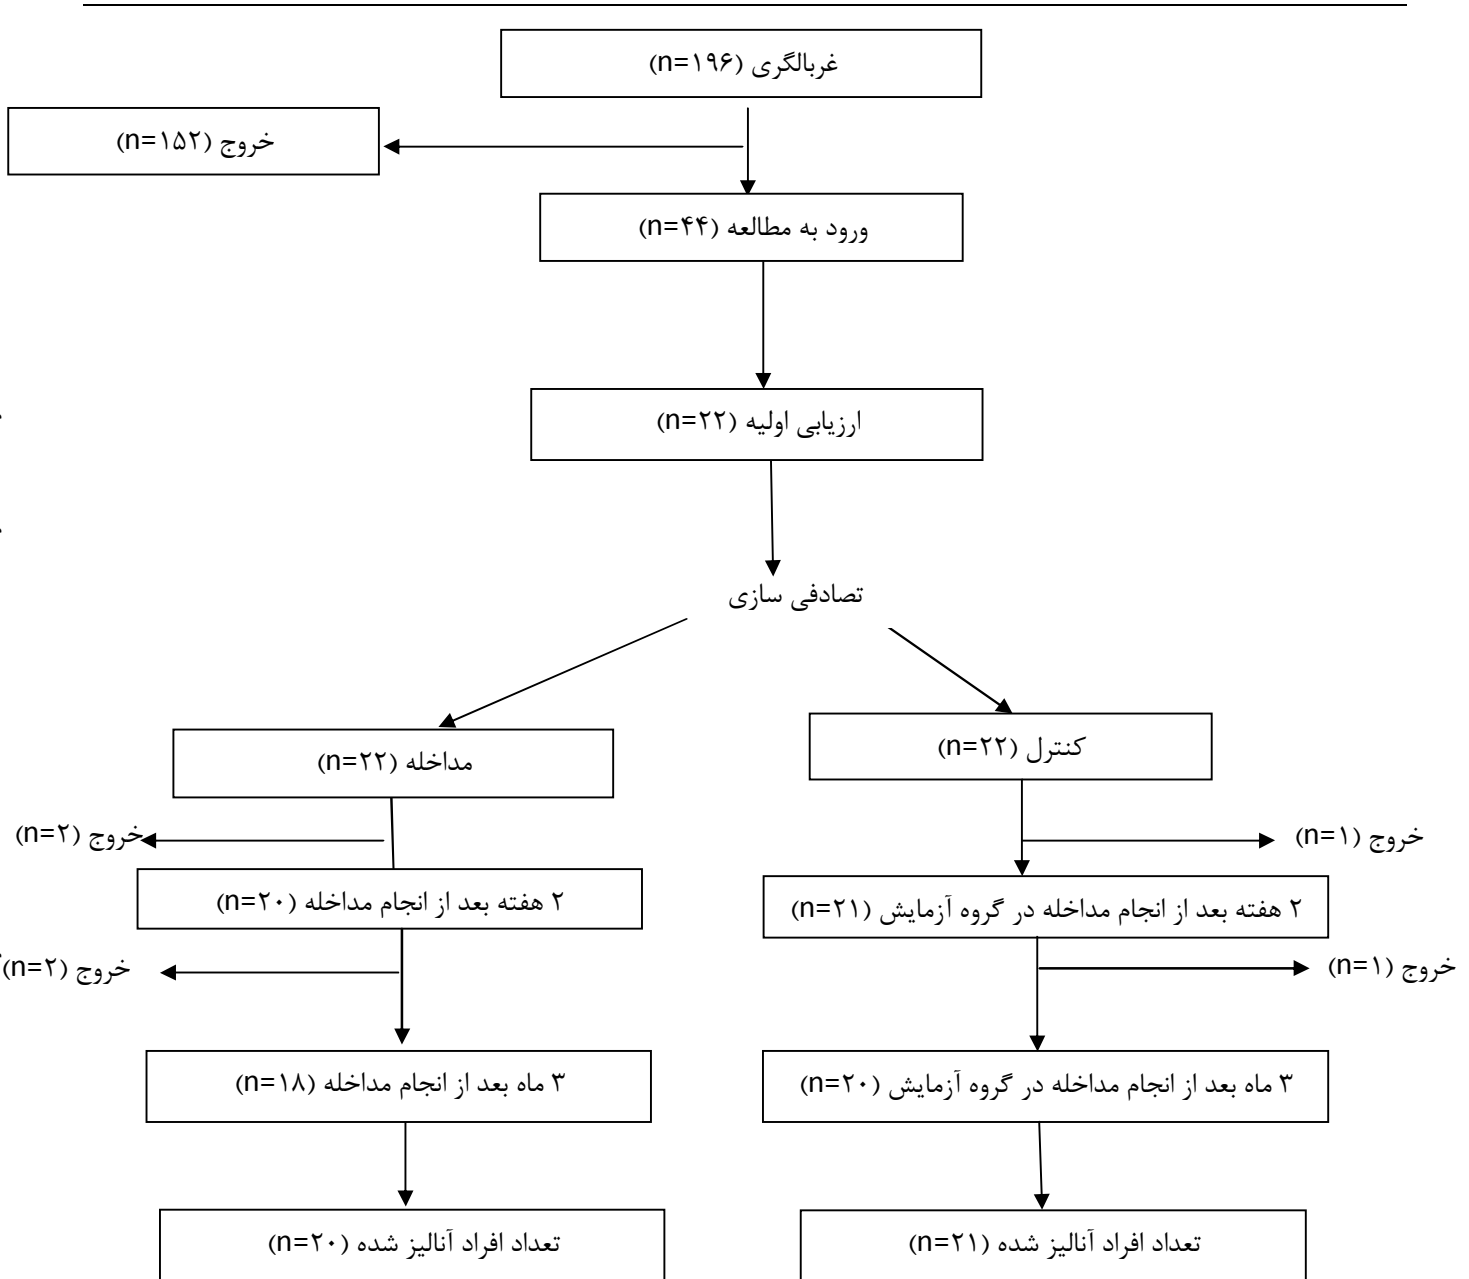 غربالگری (n=۱۹۶)
خروج (n=۱۵۲)
ورود به مطالعه (n=۴۴)
ارزیابی اولیه (n=۲۲)
تصادفی سازی
کنترل (n=۲۲)
مداخله (n=۲۲)
خروج (n=۱)
خروج (n=۲)
۲ هفته بعد از انجام مداخله در گروه آزمایش (n=۲۱)
۲ هفته بعد از انجام مداخله (n=۲۰)
خروج (n=۱)
خروج (n=۲)
۳ ماه بعد از انجام مداخله در گروه آزمایش (n=۲۰)
۳ ماه بعد از انجام مداخله (n=۱۸)
تعداد افراد آنالیز شده (n=۲۱)
تعداد افراد آنالیز شده (n=۲۰)